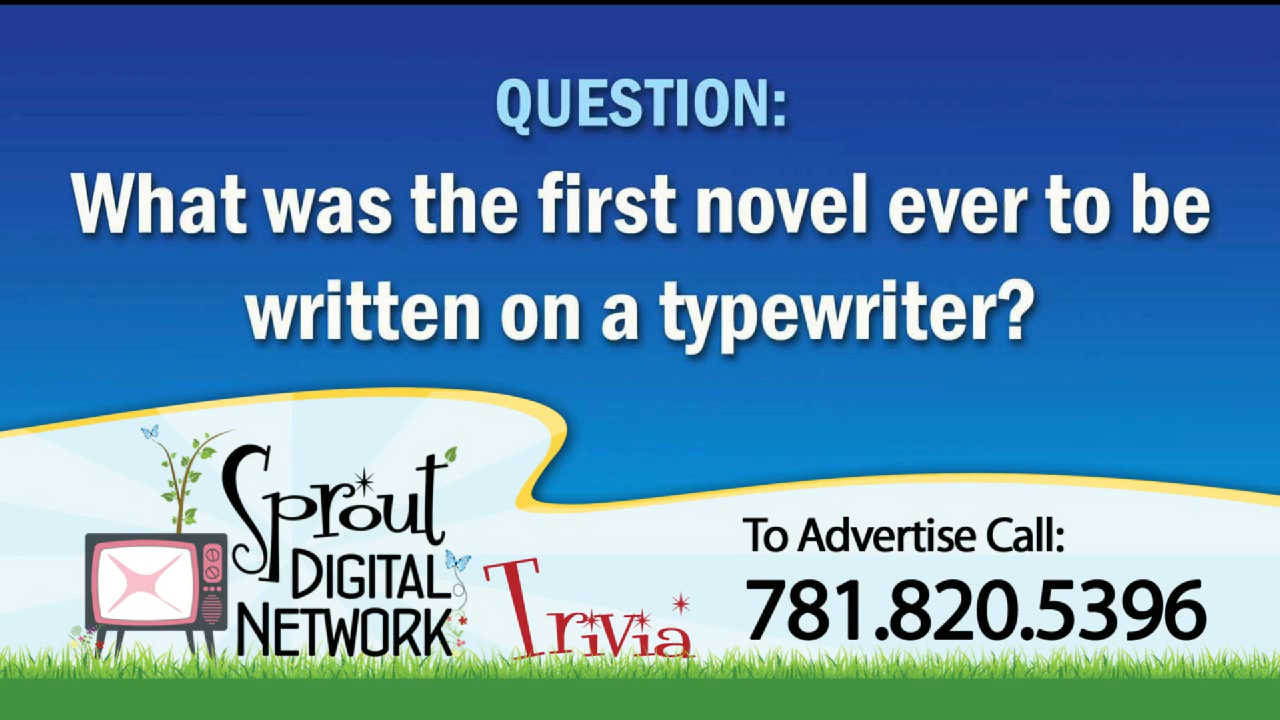 QUESTION:
What was the first novel ever to be
written on a typewriter?
Sprout
DIGITAL
NETWORK
Trivia
To Advertise Call:
781.820.5396